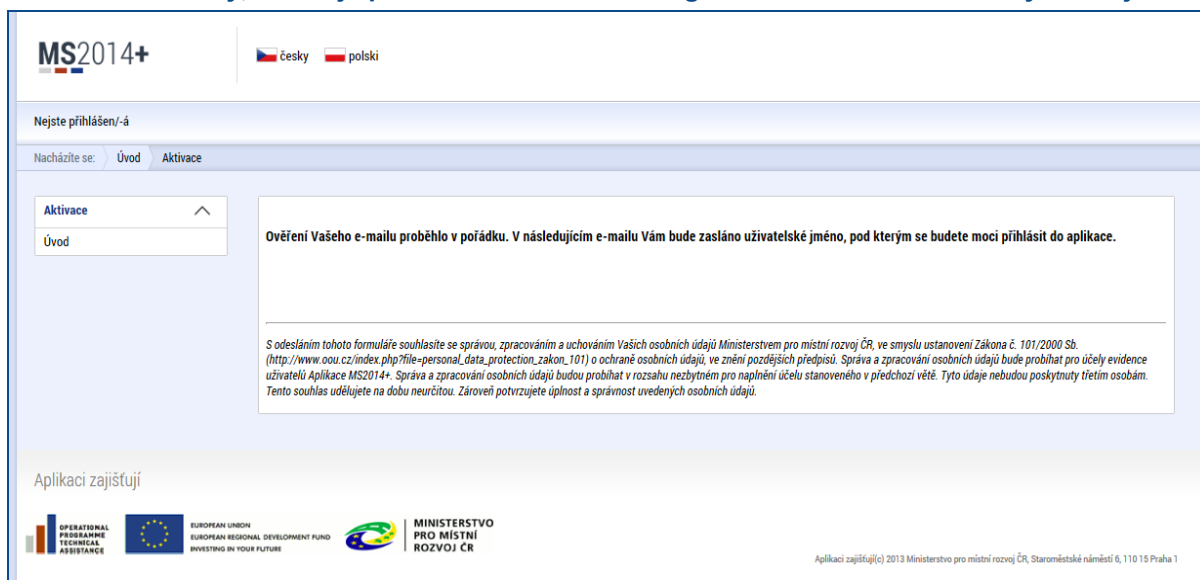 MS2014+
česky polski
Nejste přihlášen/-á
Nacházíte se: Úvod Aktivace
Aktivace
Úvod
Ověření Vašeho e-mailu proběhlo v pořádku. V následujícím e-mailu Vám bude zasláno uživatelské jméno, pod kterým se budete moci přihlásit do aplikace.
S odesláním tohoto formuláře souhlasíte se správou, zpracováním a uchováním Vašich osobních údajů Ministerstvem pro místní rozvoj ČR, ve smyslu ustanovení Zákona č. 101/2000 Sb.
(http://www.oou.cz/index.php?file=personal_data_protection_zakon_101) o ochraně osobních údajů, ve znění pozdějších předpisů. Správa a zpracování osobních údajů bude probíhat pro účely evidence
uživatelů Aplikace MS2014+. Správa a zpracování osobních údajů budou probíhat v rozsahu nezbytném pro naplnění účelu stanoveného v předchozí větě. Tyto údaje nebudou poskytnuty třetím osobám.
Tento souhlas udělujete na dobu neurčitou. Zároveň potvrzujete úplnost a správnost uvedených osobních údajů.
Aplikaci zajišťují
OPERATIONAL
PROGRAMME
TECHNICAL
ASSISTANCE
EUROPEAN UNION
EUROPEAN REGIONAL DEVELOPMENT FUND
INVESTING IN YOUR FUTURE
MINISTERSTVO
PRO MÍSTNÍ
ROZVOJ ČR
Aplikaci zajišťují(c) 2013 Ministerstvo pro místní rozvoj ČR, Staroměstské náměstí 6, 110 15 Praha 1